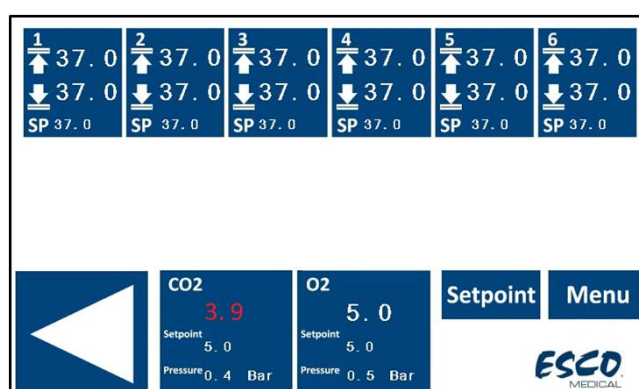 1 2 3 4 5 6
37.0 37.0 37.0 37.0 37.0 37.0
37.0 37.0 37.0 37.0 37.0 37.0
SP 37.0 SP 37.0 SP 37.0 SP 37.0 SP 37.0 SP 37.0
CO2
3.9
Setpoint
5.0
Pressure 0.4 Bar
O2
5.0
Setpoint
5.0
Pressure 0.5 Bar
Setpoint
Menu
ESCO
MEDICAL